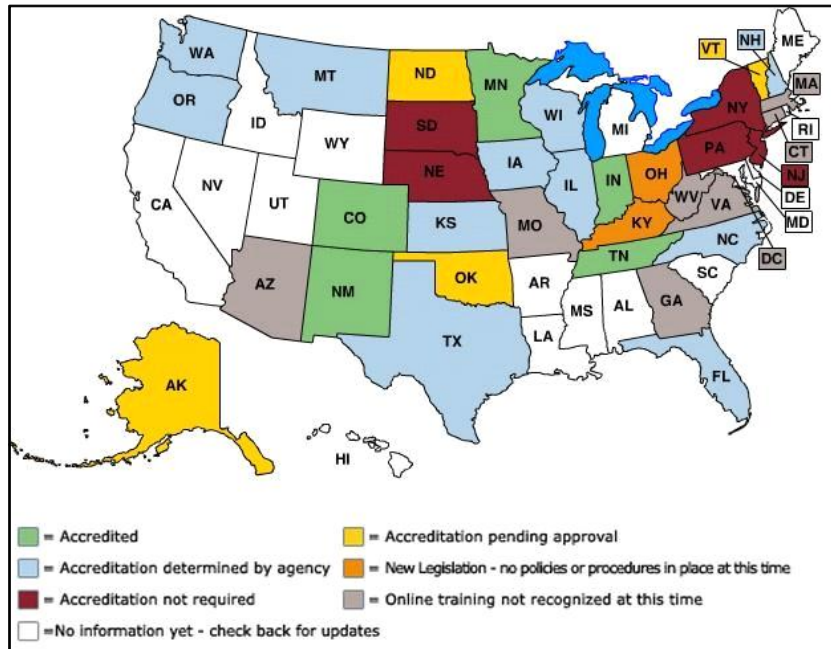 WA
MT
ND
MN
VT
NH
ME
MA
OR
ID
WY
SD
WI
MI
NY
RI
CT
NV
UT
NE
IA
IL
IN
OH
PA
NJ
DE
MD
CA
CO
KS
MO
KY
WV
VA
DC
AZ
NM
OK
AR
TN
NC
SC
TX
LA
MS
AL
GA
FL
AK
HI
= Accredited
= Accreditation pending approval
= Accreditation determined by agency
= New Legislation - no policies or procedures in place at this time
= Accreditation not required
= Online training not recognized at this time
=No information yet - check back for updates